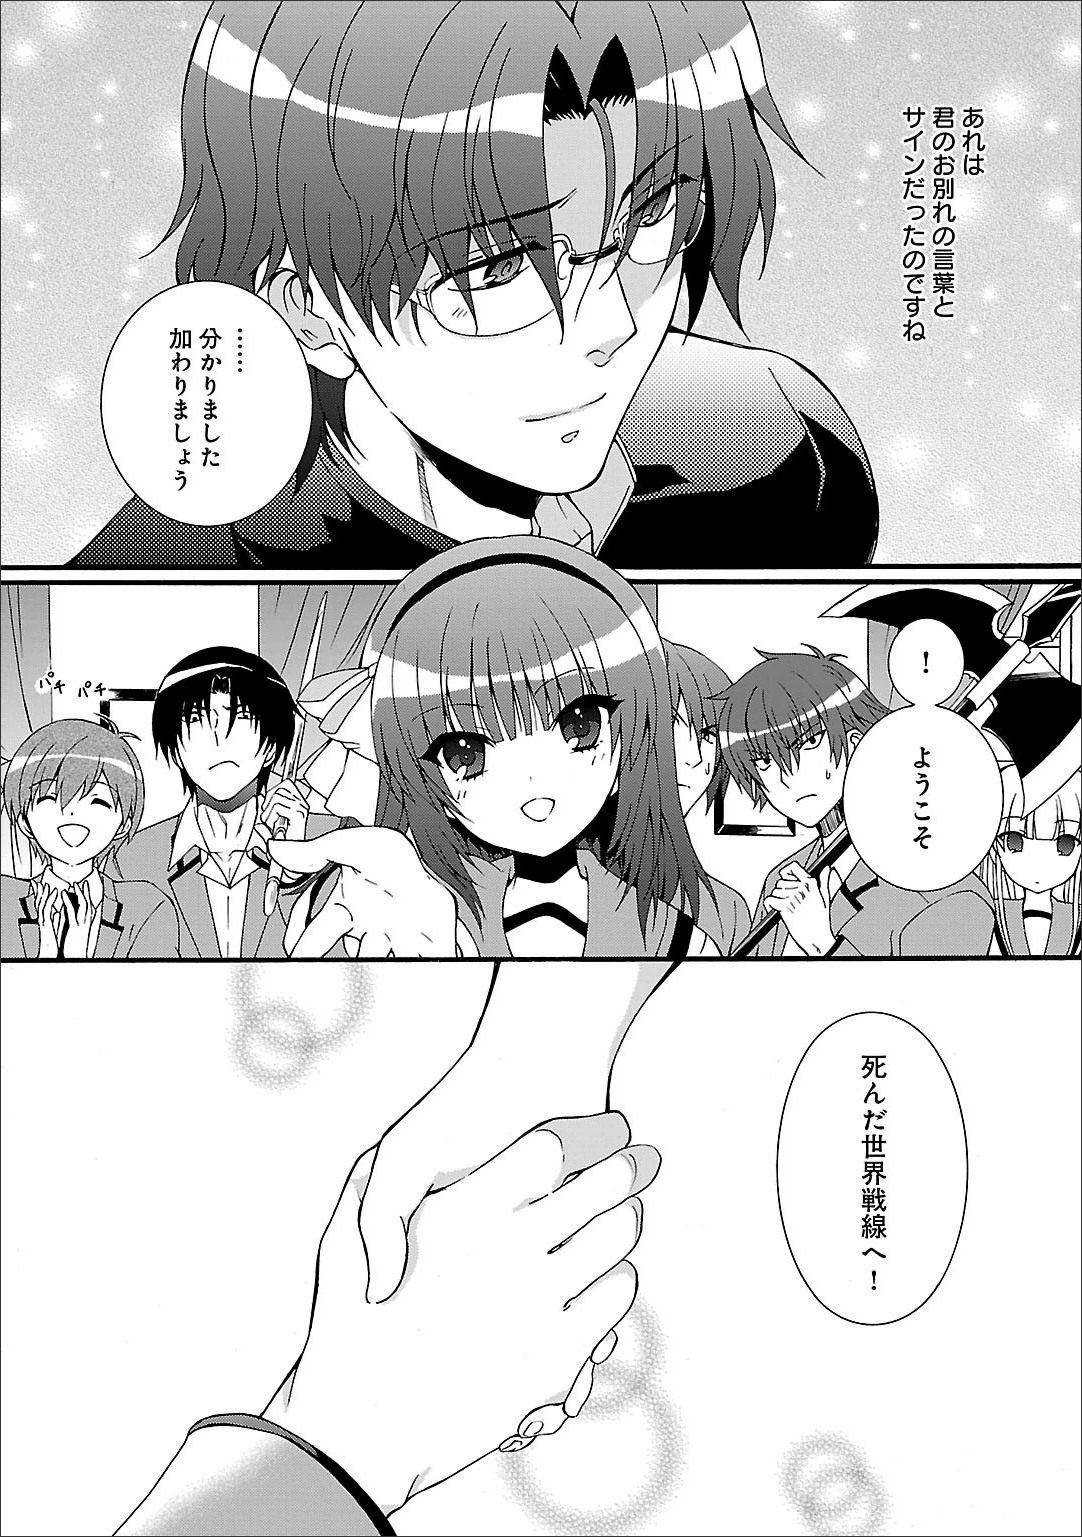 あれは
君のお別れの言葉と
サインだったのですね
……
分かりました
加わりましょう
！
ようこそ
パチ パチ
死んだ世界戦線へ！